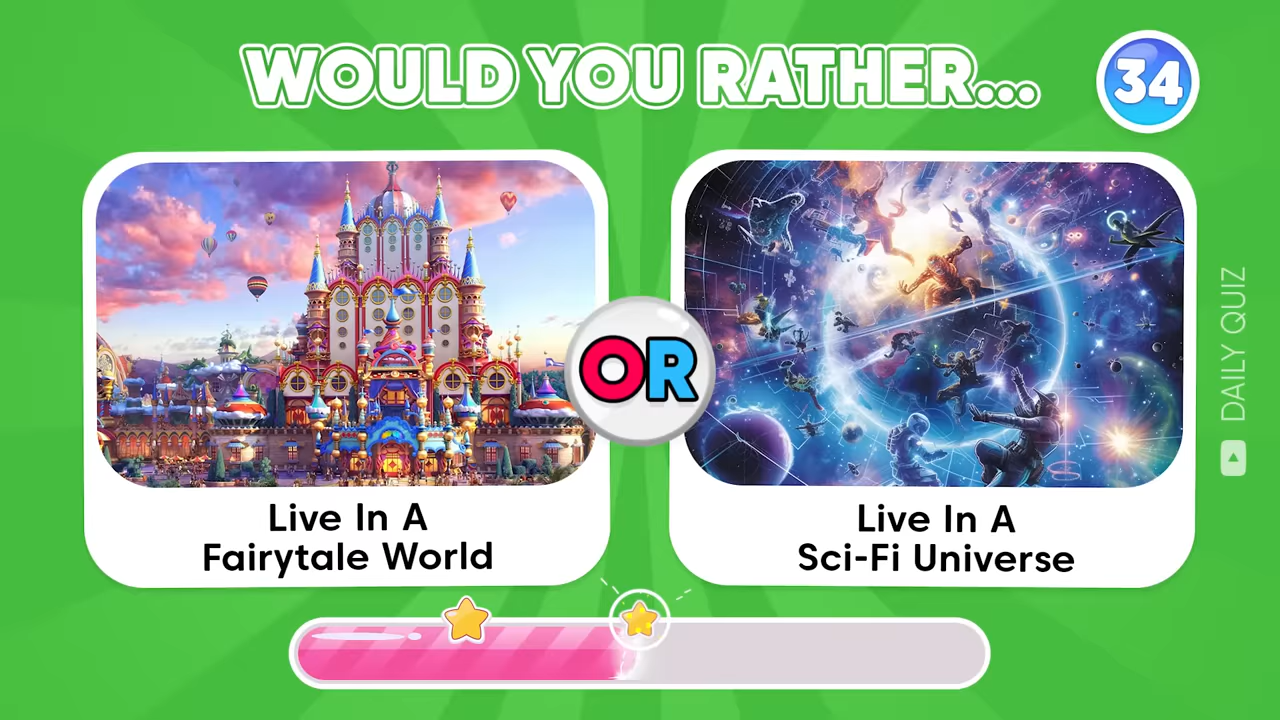 WOULD YOU RATHER...
34
OR
Live In A
Fairytale World
Live In A
Sci-Fi Universe
DAILY QUIZ